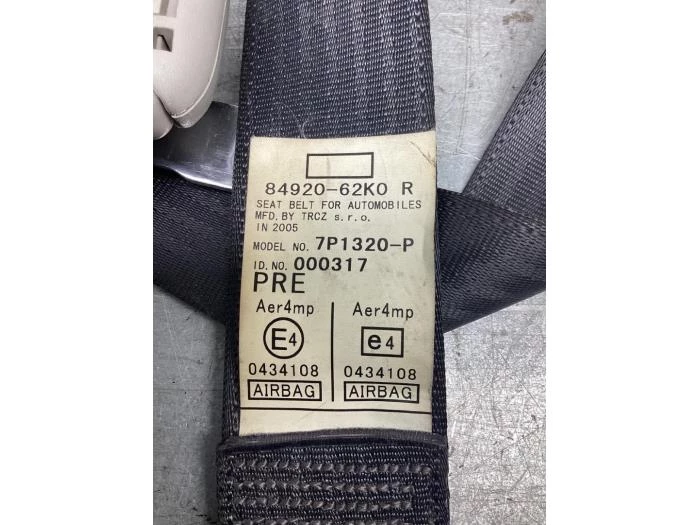 84920-62K0 R
SEAT BELT FOR AUTOMOBILES
MFD. BY TRCZ s.r.o.
IN 2005
MODEL NO. 7P1320-P
ID. NO. 000317
PRE
Aer4mp Aer4mp
E4 e4
0434108 0434108
AIRBAG AIRBAG